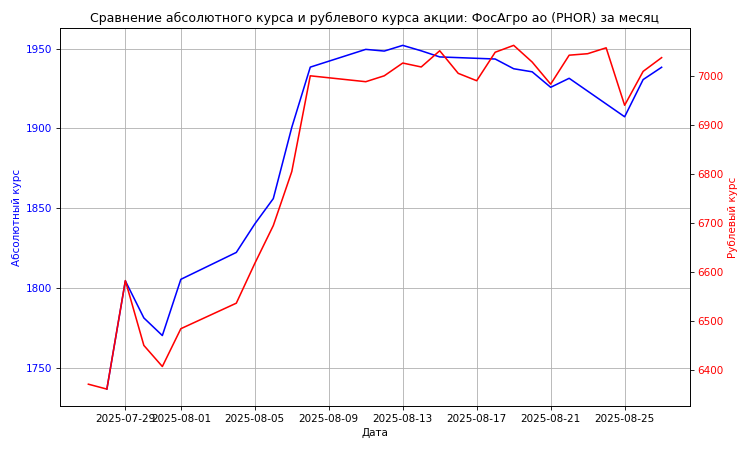 Сравнение абсолютного курса и рублевого курса акции: ФосАгро ао (PHOR) за месяц
1950
1900
1850
1800
1750
Абсолютный курс
7000
6900
6800
6700
6600
6500
6400
Рублевый курс
2025-07-29 2025-08-01 2025-08-05 2025-08-09 2025-08-13 2025-08-17 2025-08-21 2025-08-25
Дата